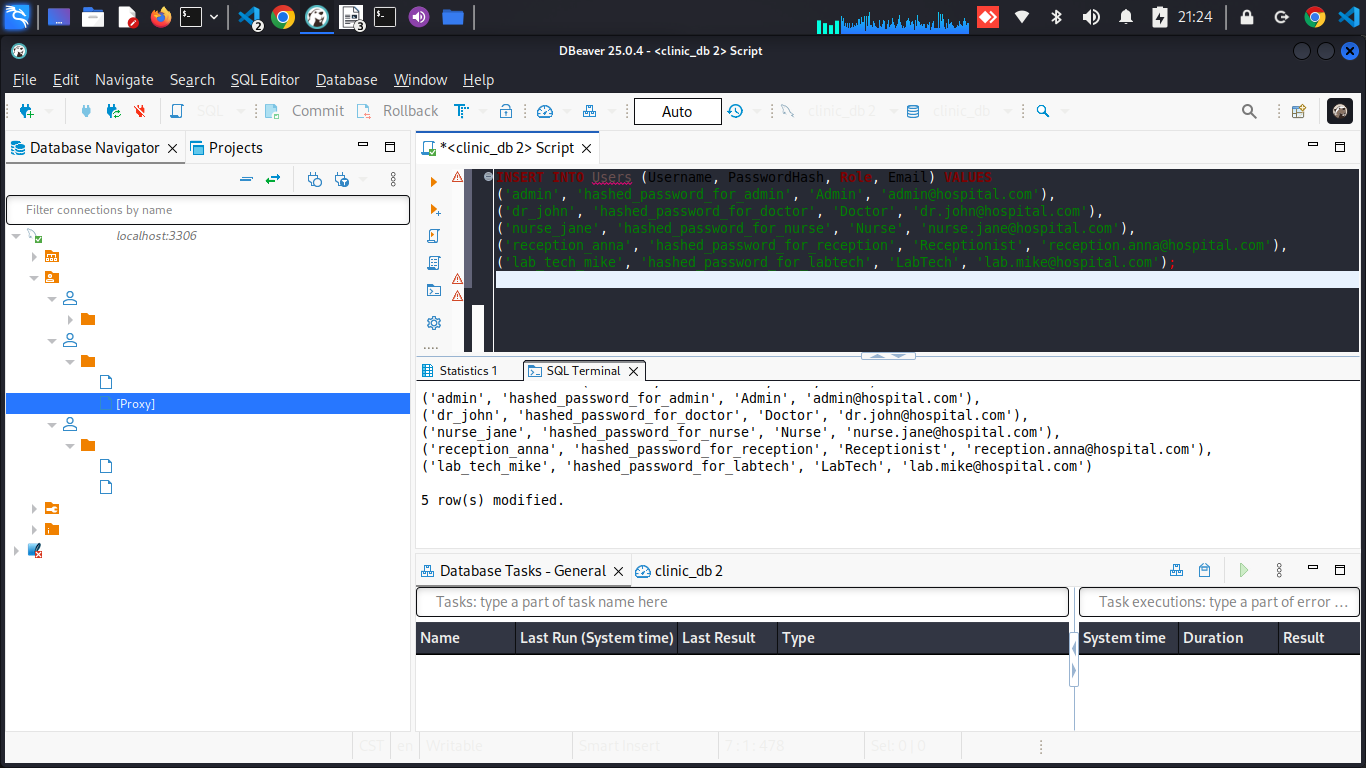 2
3
21:24
DBeaver 25.0.4 - <clinic_db 2> Script
File Edit Navigate Search SQL Editor Database Window Help
SQL Commit Rollback Auto clinic_db 2 clinic_db
Database Navigator Projects
*<clinic_db 2> Script
Filter connections by name
localhost:3306
[Proxy]
INSERT INTO Users (Username, PasswordHash, Role, Email) VALUES
('admin', 'hashed_password_for_admin', 'Admin', 'admin@hospital.com'),
('dr_john', 'hashed_password_for_doctor', 'Doctor', 'dr.john@hospital.com'),
('nurse_jane', 'hashed_password_for_nurse', 'Nurse', 'nurse.jane@hospital.com'),
('reception_anna', 'hashed_password_for_reception', 'Receptionist', 'reception.anna@hospital.com'),
('lab_tech_mike', 'hashed_password_for_labtech', 'LabTech', 'lab.mike@hospital.com');
Statistics 1 SQL Terminal
('admin', 'hashed_password_for_admin', 'Admin', 'admin@hospital.com'),
('dr_john', 'hashed_password_for_doctor', 'Doctor', 'dr.john@hospital.com'),
('nurse_jane', 'hashed_password_for_nurse', 'Nurse', 'nurse.jane@hospital.com'),
('reception_anna', 'hashed_password_for_reception', 'Receptionist', 'reception.anna@hospital.com'),
('lab_tech_mike', 'hashed_password_for_labtech', 'LabTech', 'lab.mike@hospital.com')
5 row(s) modified.
Database Tasks - General clinic_db 2
Tasks: type a part of task name here
Task executions: type a part of error ...
Name Last Run (System time) Last Result Type
System time Duration Result
CST en Writable Smart Insert 7 : 1 : 478 Sel: 0 | 0